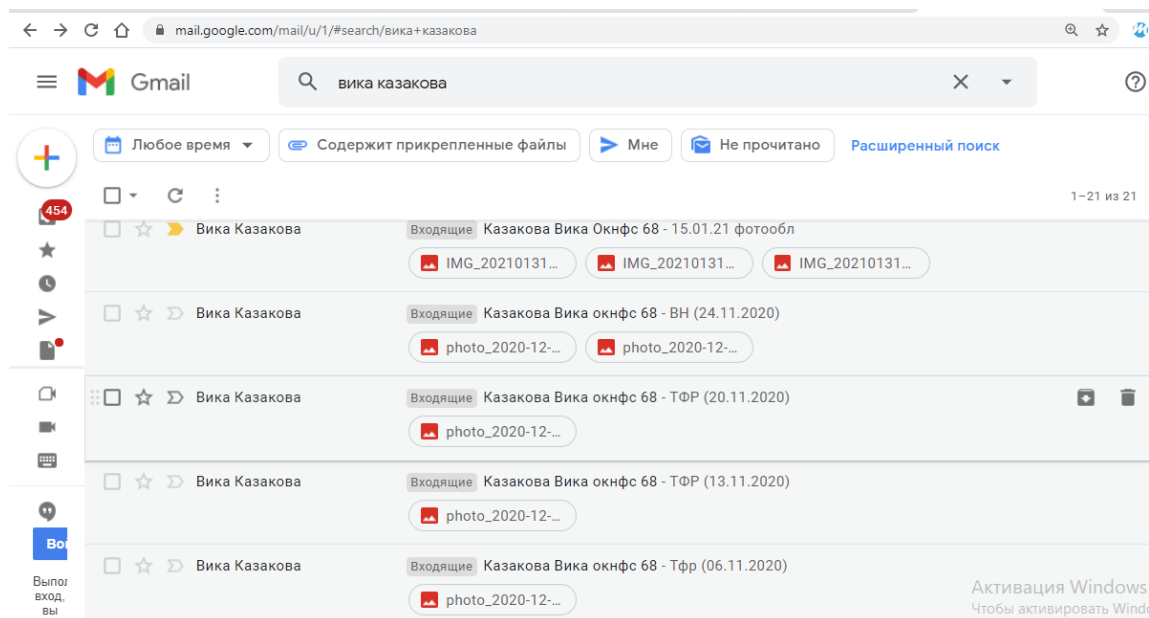 mail.google.com/mail/u/1/#search/вика+казакова
Gmail
вика казакова
Любое время
Содержит прикрепленные файлы
Мне
Не прочитано
Расширенный поиск
1–21 из 21
454
Вика Казакова Входящие Казакова Вика Окнфс 68 - 15.01.21 фотообл
IMG_20210131... IMG_20210131... IMG_20210131...
Вика Казакова Входящие Казакова Вика окнфс 68 - ВН (24.11.2020)
photo_2020-12-... photo_2020-12-...
Вика Казакова Входящие Казакова Вика окнфс 68 - ТФР (20.11.2020)
photo_2020-12-...
Вика Казакова Входящие Казакова Вика окнфс 68 - ТФР (13.11.2020)
photo_2020-12-...
Вика Казакова Входящие Казакова Вика окнфс 68 - Тфр (06.11.2020)
photo_2020-12-...
Выпол
вход,
вы
Активация Windows
Чтобы активировать Windo